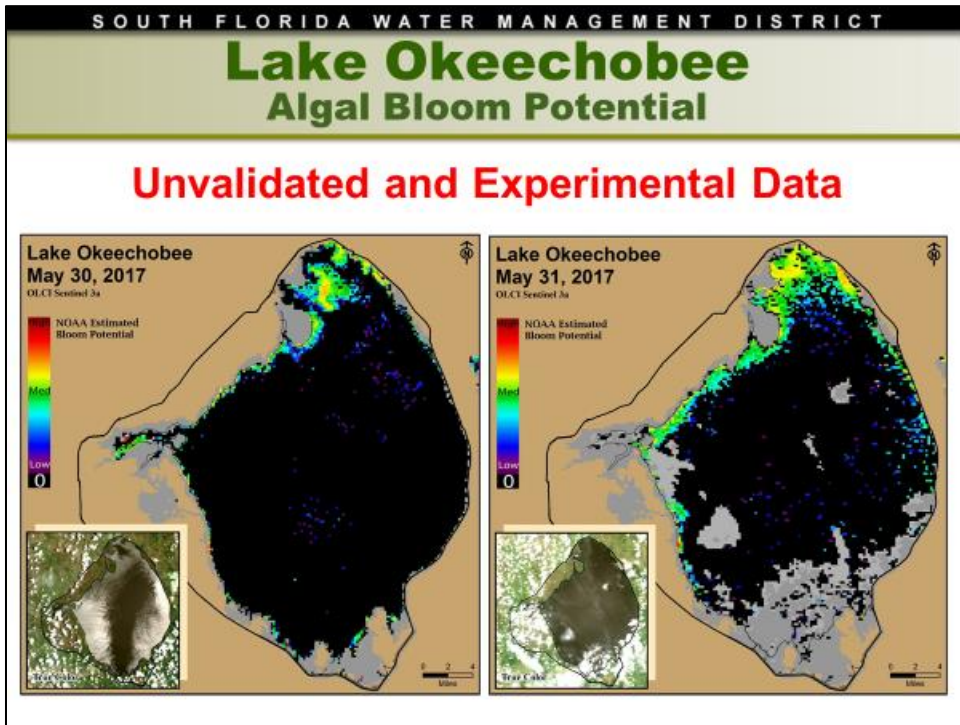 SOUTH FLORIDA WATER MANAGEMENT DISTRICT
Lake Okeechobee
Algal Bloom Potential
Unvalidated and Experimental Data
Lake Okeechobee
May 30, 2017
OLCI Sentinel 3a
High
NOAA Estimated
Bloom Potential
Med
Low
0
N
True Color
0 2 4
Miles
Lake Okeechobee
May 31, 2017
OLCI Sentinel 3a
High
NOAA Estimated
Bloom Potential
Med
Low
0
N
True Color
0 2 4
Miles